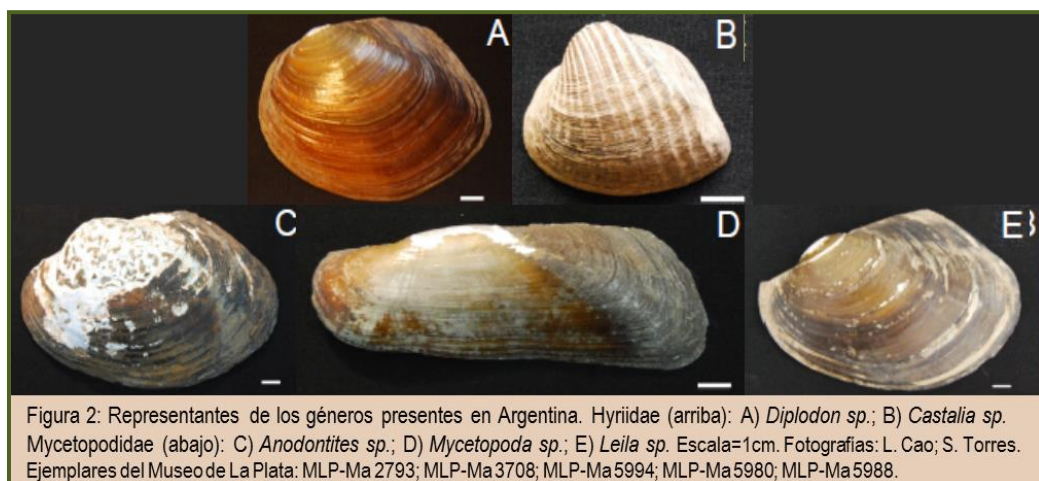 A
B
C
D
E
Figura 2: Representantes de los géneros presentes en Argentina. Hyriidae (arriba): A) Diplodon sp.; B) Castalia sp.
Mycetopodidae (abajo): C) Anodontites sp.; D) Mycetopoda sp.; E) Leila sp. Escala=1cm. Fotografías: L. Cao; S. Torres.
Ejemplares del Museo de La Plata: MLP-Ma 2793; MLP-Ma 3708; MLP-Ma 5994; MLP-Ma 5980; MLP-Ma 5988.